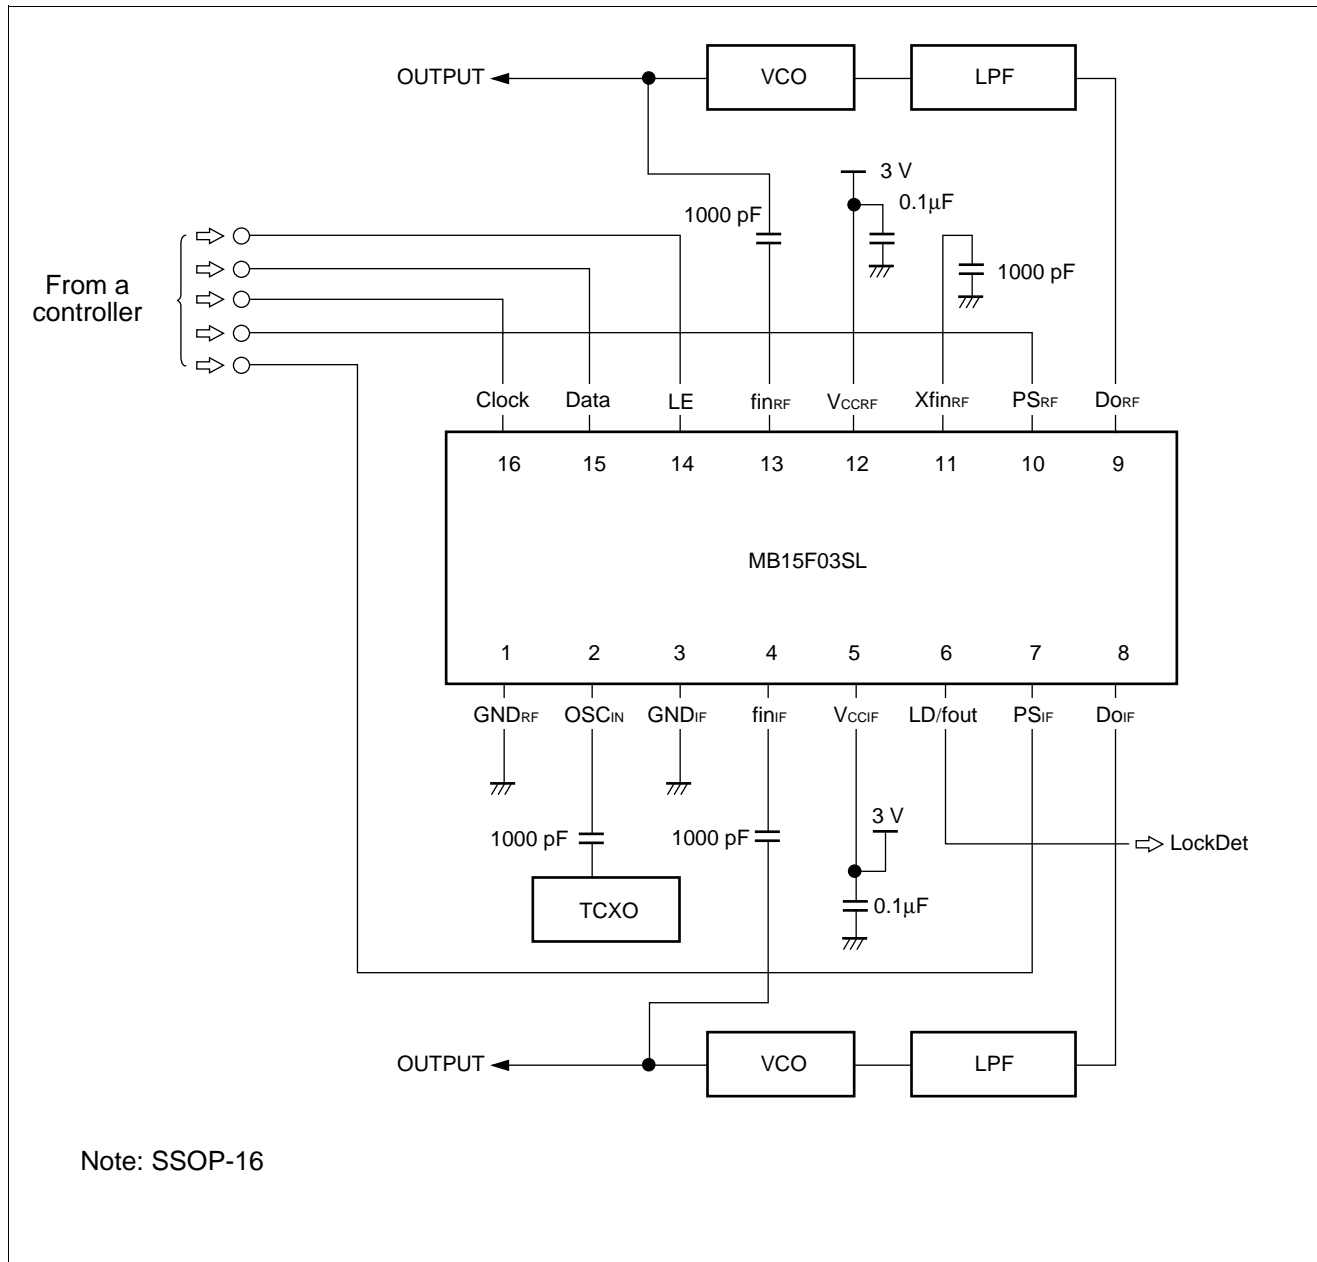 OUTPUT
VCO
LPF
3 V
0.1μF
1000 pF
1000 pF
From a
controller
Clock Data LE finRF VCCRF XfinRF PSRF DoRF
16 15 14 13 12 11 10 9
MB15F03SL
1 2 3 4 5 6 7 8
GNDRF OSCIN GNDIF finIF VCCIF LD/fout PSIF DoIF
3 V
1000 pF
1000 pF
LockDet
TCXO
0.1μF
OUTPUT
VCO
LPF
Note: SSOP-16